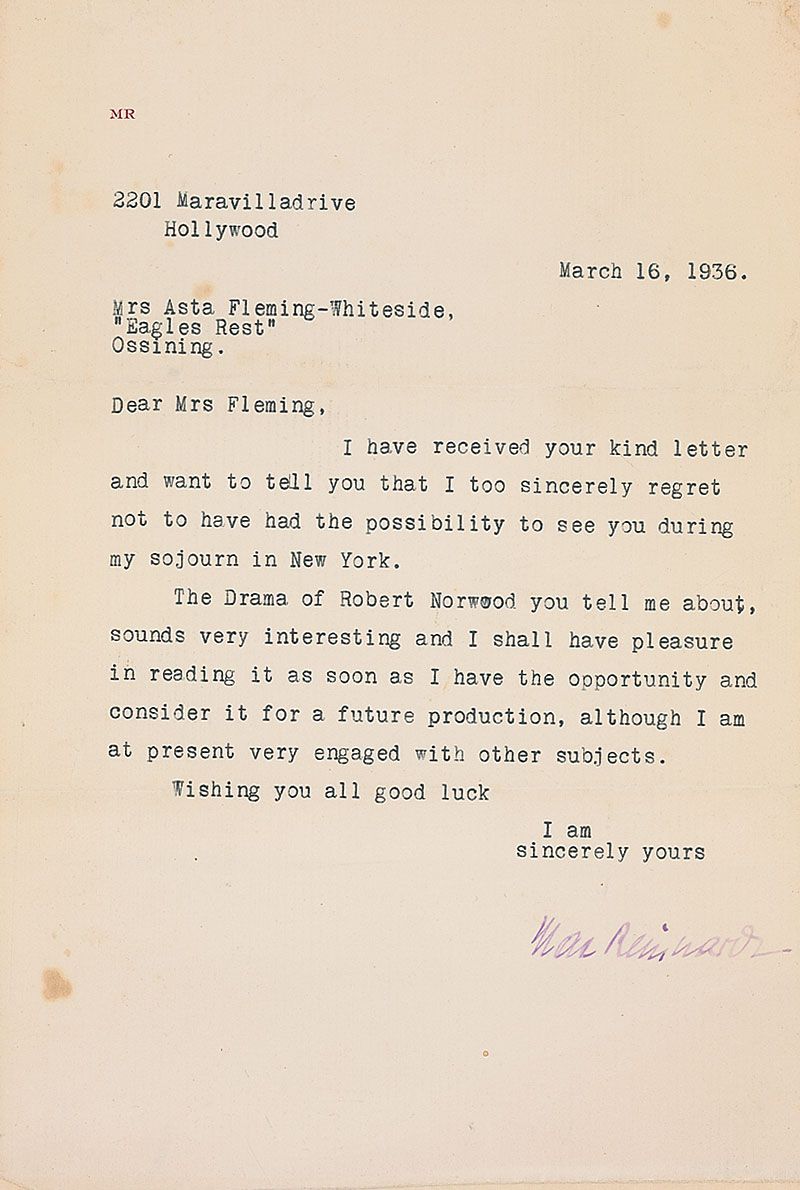 MR
2201 Maravilladrive
Hollywood
March 16, 1936.
Mrs Asta Fleming-Whiteside,
"Eagles Rest"
Ossining.
Dear Mrs Fleming,
I have received your kind letter
and want to tell you that I too sincerely regret
not to have had the possibility to see you during
my sojourn in New York.
The Drama of Robert Norwood you tell me about,
sounds very interesting and I shall have pleasure
in reading it as soon as I have the opportunity and
consider it for a future production, although I am
at present very engaged with other subjects.
Wishing you all good luck
I am
sincerely yours
Max Reinhardt